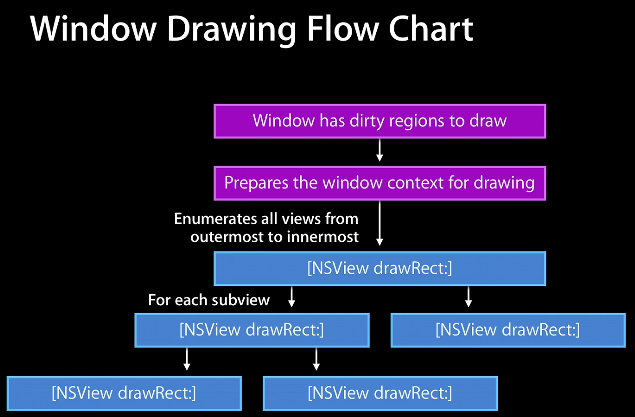 Window Drawing Flow Chart
Window has dirty regions to draw
Prepares the window context for drawing
Enumerates all views from
outermost to innermost
[NSView drawRect:]
For each subview
[NSView drawRect:]
[NSView drawRect:]
[NSView drawRect:]
[NSView drawRect:]